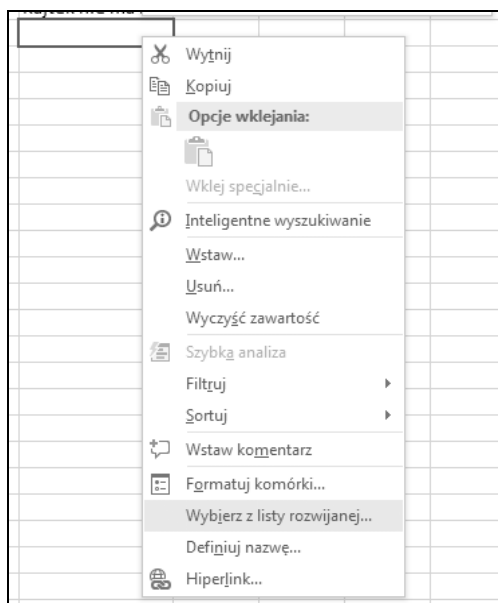 Wytnij
Kopiuj
Opcje wklejania:
Wklej specjalnie...
Inteligentne wyszukiwanie
Wstaw...
Usuń...
Wyczyść zawartość
Szybka analiza
Filtruj
Sortuj
Wstaw komentarz
Formatuj komórki...
Wybierz z listy rozwijanej...
Definiuj nazwę...
Hiperlink...